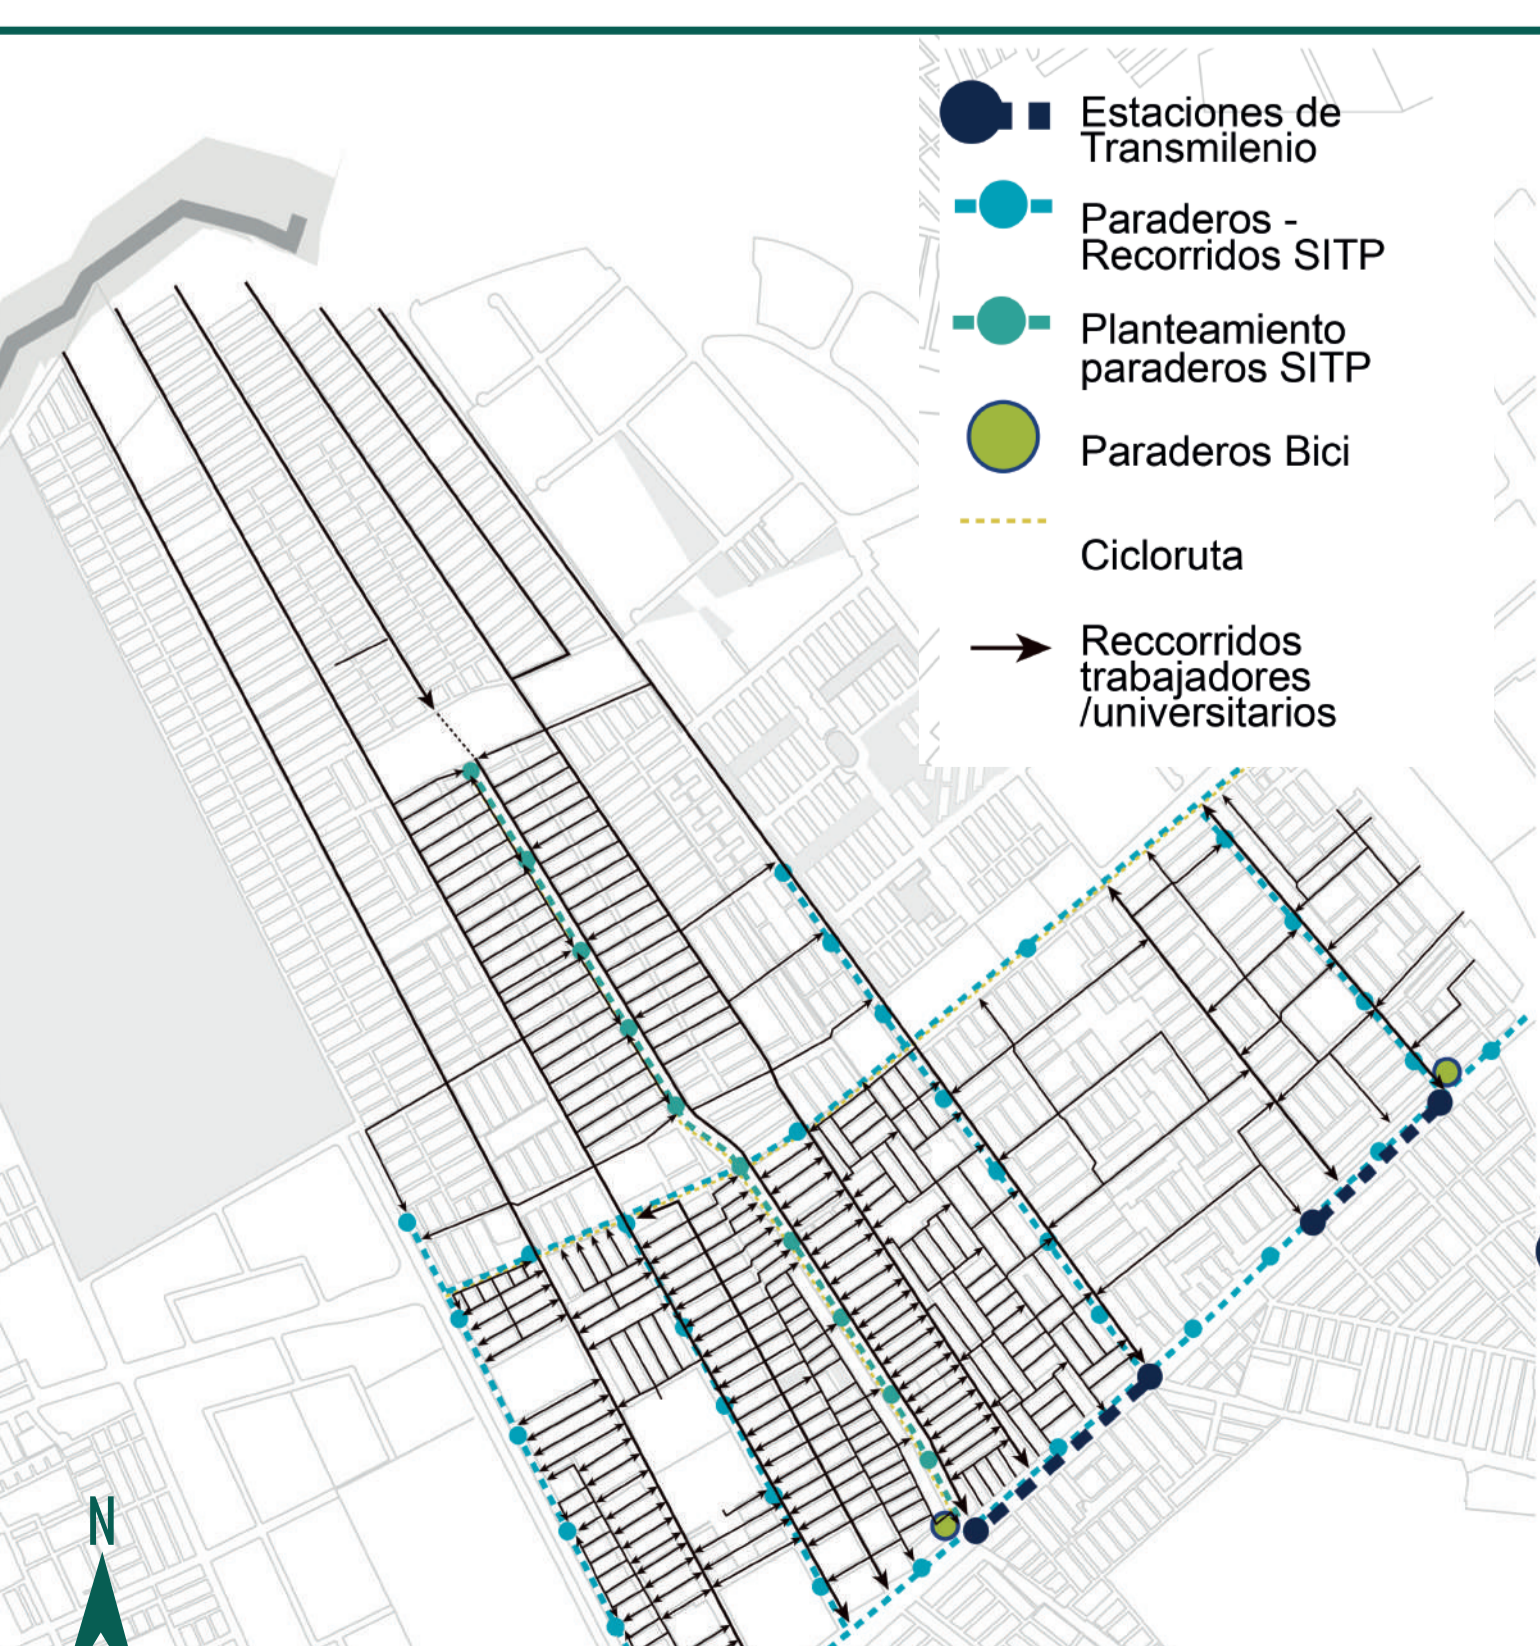 Estaciones de
Transmilenio
Paraderos -
Recorridos SITP
Planteamiento
paraderos SITP
Paraderos Bici
Cicloruta
Reccorridos
trabajadores
/universitarios
N